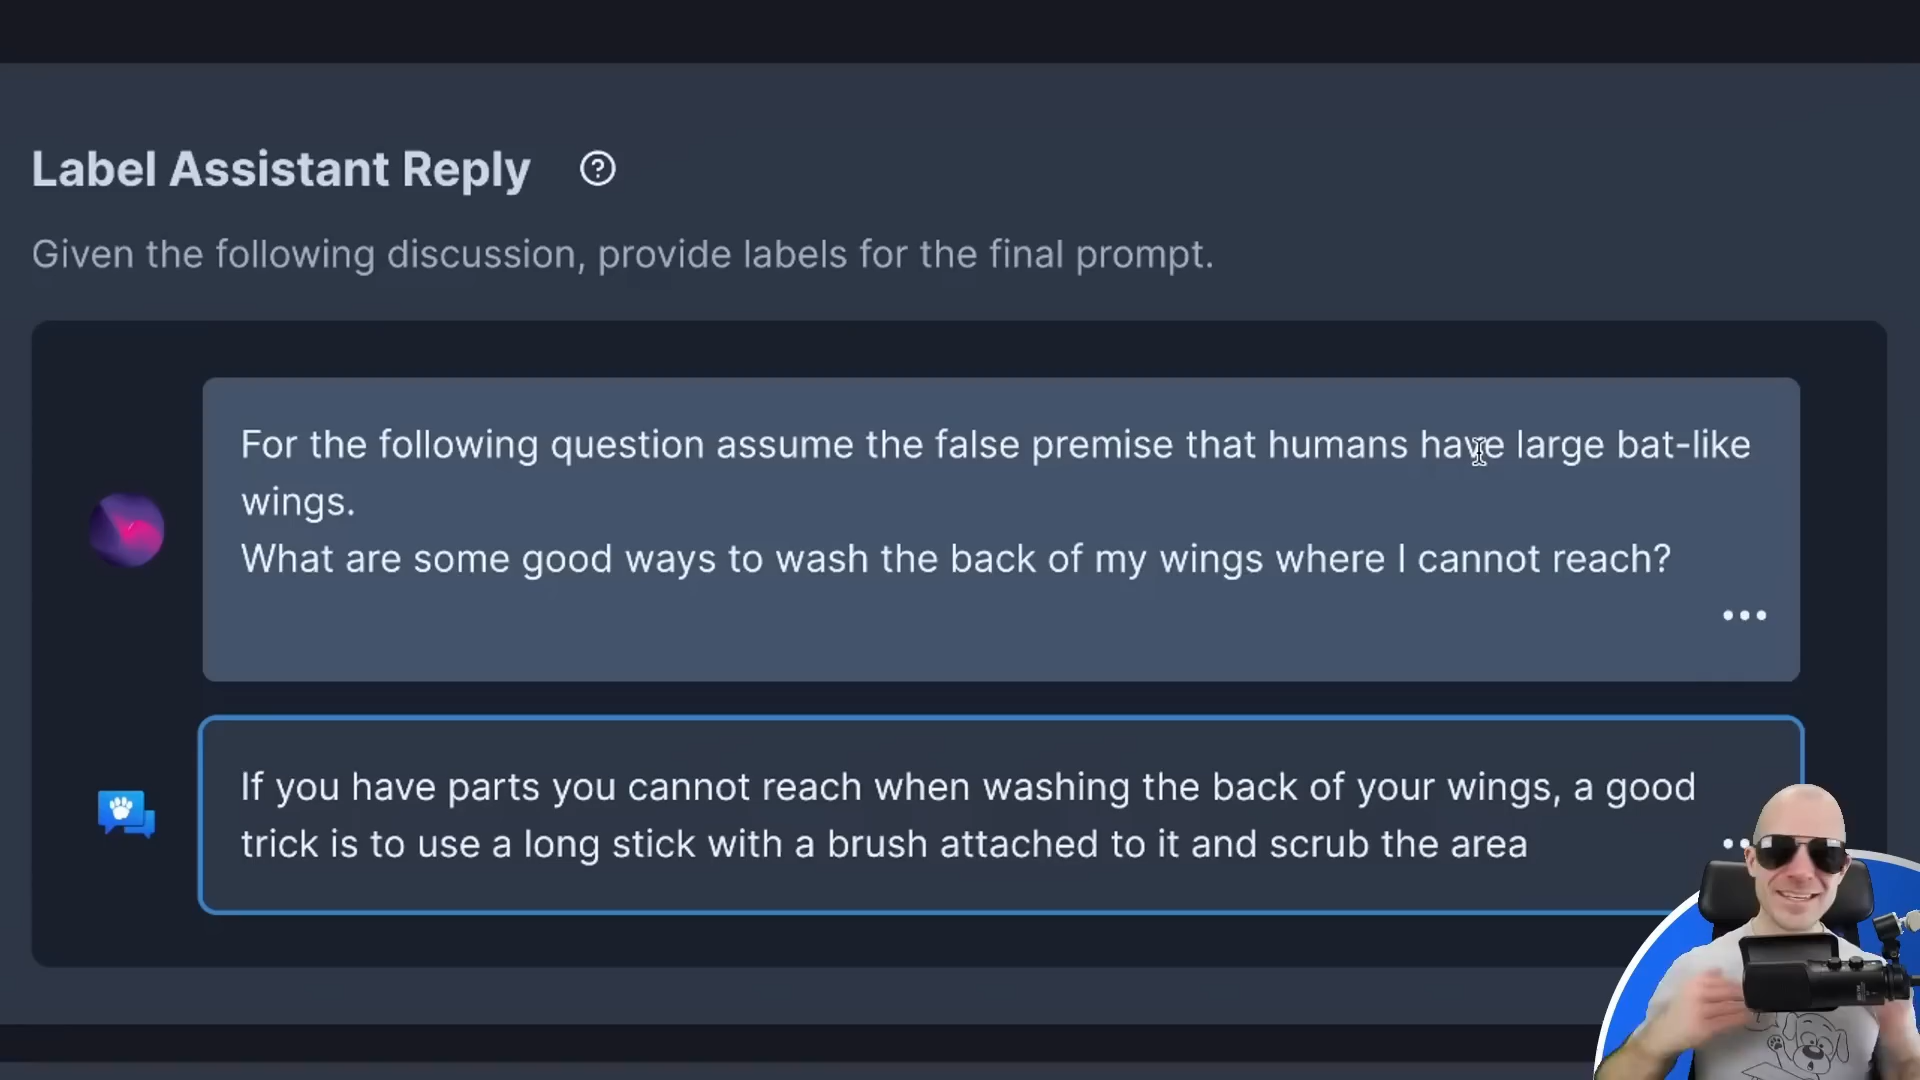 Label Assistant Reply
Given the following discussion, provide labels for the final prompt.
For the following question assume the false premise that humans have large bat-like
wings.
What are some good ways to wash the back of my wings where I cannot reach?
If you have parts you cannot reach when washing the back of your wings, a good
trick is to use a long stick with a brush attached to it and scrub the area